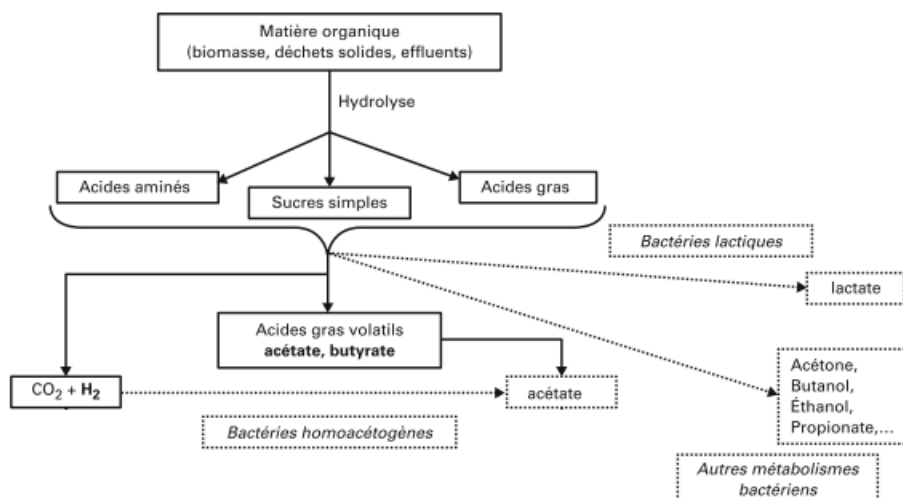 Matière organique
(biomasse, déchets solides, effluents)
Hydrolyse
Acides aminés
Sucres simples
Acides gras
Bactéries lactiques
lactate
Acides gras volatils
acétate, butyrate
CO₂ + H₂
acétate
Acétone,
Butanol,
Éthanol,
Propionate,...
Bactéries homoacétogènes
Autres métabolismes
bactériens